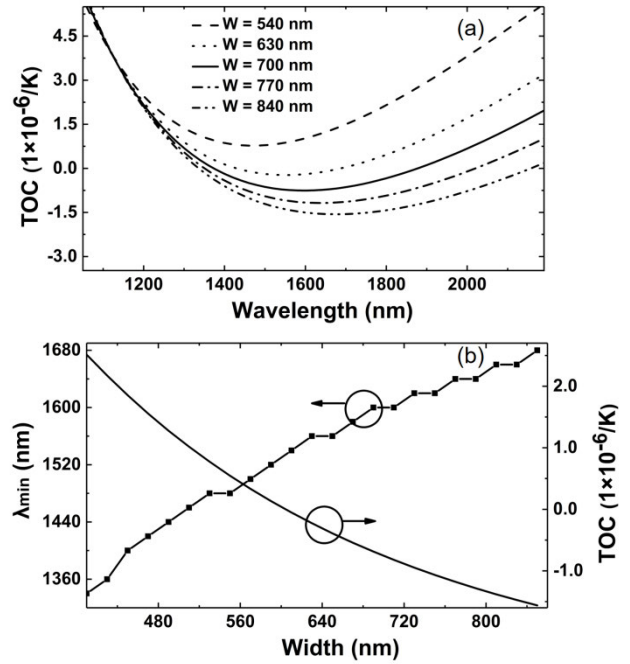 (a)
W = 540 nm
W = 630 nm
W = 700 nm
W = 770 nm
W = 840 nm
4.5
3.0
1.5
0.0
-1.5
-3.0
TOC (1×10⁻⁶/K)
1200 1400 1600 1800 2000
Wavelength (nm)
(b)
1680
1600
1520
1440
1360
λmin (nm)
2.0
1.0
0.0
-1.0
TOC (1×10⁻⁶/K)
480 560 640 720 800
Width (nm)